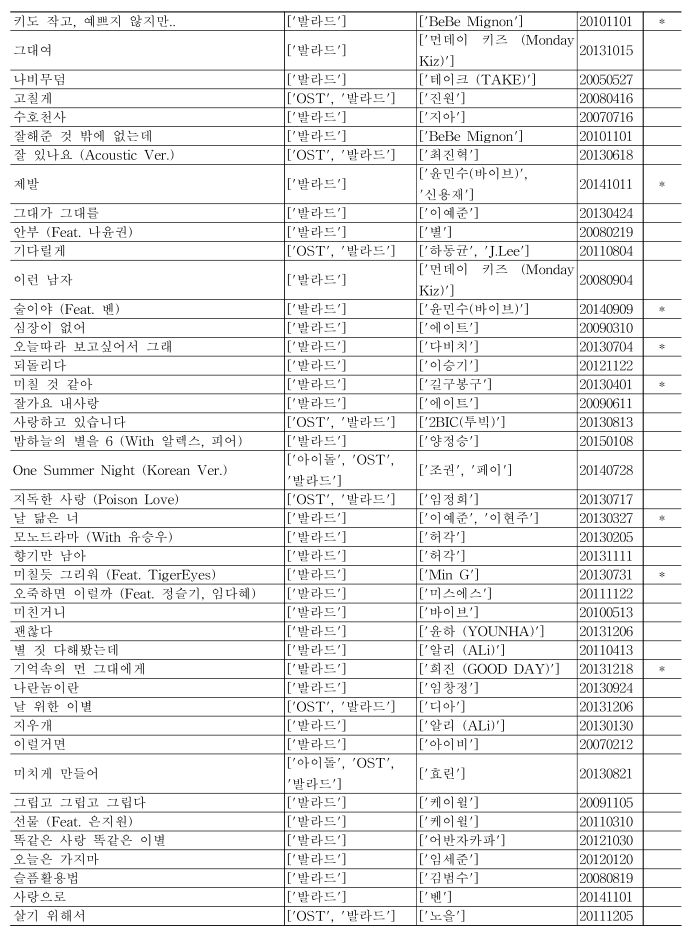 키도 작고, 예쁘지 않지만.. ['발라드'] ['BeBe Mignon'] 20101101 *
그대여 ['발라드'] ['먼데이 키즈 (Monday
Kiz)'] 20131015
나비무덤 ['발라드'] ['테이크 (TAKE)'] 20050527
고칠게 ['OST', '발라드'] ['진원'] 20080416
수호천사 ['발라드'] ['지아'] 20070716
잘해준 것 밖에 없는데 ['발라드'] ['BeBe Mignon'] 20101101
잘 있나요 (Acoustic Ver.) ['OST', '발라드'] ['최진혁'] 20130618
제발 ['발라드'] ['윤민수(바이브)',
'신용재'] 20141011 *
그대가 그대를 ['발라드'] ['이예준'] 20130424
안부 (Feat. 나윤권) ['발라드'] ['별'] 20080219
기다릴게 ['OST', '발라드'] ['하동균', 'J.Lee'] 20110804
이런 남자 ['발라드'] ['먼데이 키즈 (Monday
Kiz)'] 20080904
술이야 (Feat. 벤) ['발라드'] ['윤민수(바이브)'] 20140909 *
심장이 없어 ['발라드'] ['에이트'] 20090310
오늘따라 보고싶어서 그래 ['발라드'] ['다비치'] 20130704 *
되돌리다 ['발라드'] ['이승기'] 20121122
미칠 것 같아 ['발라드'] ['길구봉구'] 20130401 *
잘가요 내사랑 ['발라드'] ['에이트'] 20090611
사랑하고 있습니다 ['OST', '발라드'] ['2BIC(투빅)'] 20130813
밤하늘의 별을 6 (With 알렉스, 피어) ['발라드'] ['양정승'] 20150108
One Summer Night (Korean Ver.) ['아이돌', 'OST',
'발라드'] ['조권', '페이'] 20140728
지독한 사랑 (Poison Love) ['OST', '발라드'] ['임정희'] 20130717
날 닮은 너 ['발라드'] ['이예준', '이현주'] 20130327 *
모노드라마 (With 유승우) ['발라드'] ['허각'] 20130205
향기만 남아 ['발라드'] ['허각'] 20131111
미칠듯 그리워 (Feat. TigerEyes) ['발라드'] ['Min G'] 20130731 *
오죽하면 이럴까 (Feat. 정슬기, 임다혜) ['발라드'] ['미스에스'] 20111122
미친거니 ['발라드'] ['바이브'] 20100513
괜찮다 ['발라드'] ['윤하 (YOUNHA)'] 20131206
별 짓 다해봤는데 ['발라드'] ['알리 (ALi)'] 20110413
기억속의 먼 그대에게 ['발라드'] ['희진 (GOOD DAY)'] 20131218 *
나란놈이란 ['발라드'] ['임창정'] 20130924
날 위한 이별 ['OST', '발라드'] ['디아'] 20131206
지우개 ['발라드'] ['알리 (ALi)'] 20130130
이럴거면 ['발라드'] ['아이비'] 20070212
미치게 만들어 ['아이돌', 'OST',
'발라드'] ['효린'] 20130821
그립고 그립고 그립다 ['발라드'] ['케이윌'] 20091105
선물 (Feat. 은지원) ['발라드'] ['케이윌'] 20110310
똑같은 사랑 똑같은 이별 ['발라드'] ['어반자카파'] 20121030
오늘은 가지마 ['발라드'] ['임세준'] 20120120
슬픔활용법 ['발라드'] ['김범수'] 20080819
사랑으로 ['발라드'] ['벤'] 20141101
살기 위해서 ['OST', '발라드'] ['노을'] 20111205